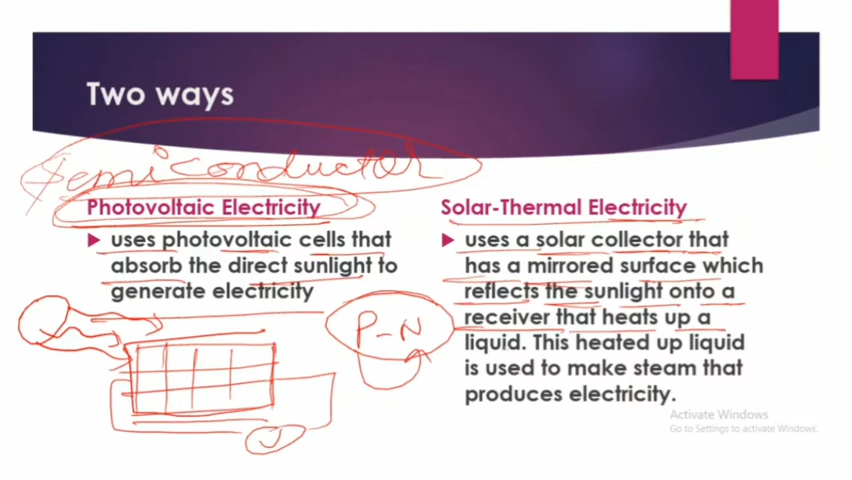 Two ways
Semiconductor
Photovoltaic Electricity
uses photovoltaic cells that
absorb the direct sunlight to
generate electricity
P-N
Solar-Thermal Electricity
uses a solar collector that
has a mirrored surface which
reflects the sunlight onto a
receiver that heats up a
liquid. This heated up liquid
is used to make steam that
produces electricity.
Activate Windows
Go to Settings to activate Windows.